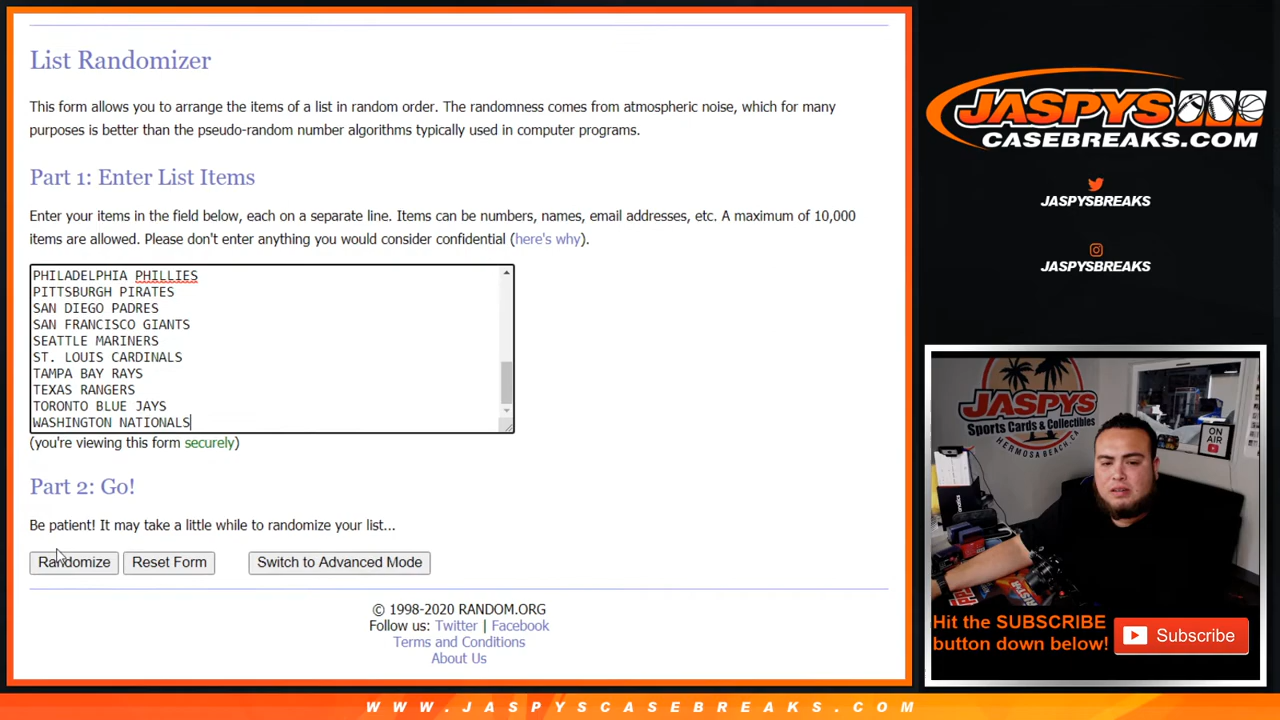 List Randomizer
This form allows you to arrange the items of a list in random order. The randomness comes from atmospheric noise, which for many
purposes is better than the pseudo-random number algorithms typically used in computer programs.
Part 1: Enter List Items
Enter your items in the field below, each on a separate line. Items can be numbers, names, email addresses, etc. A maximum of 10,000
items are allowed. Please don't enter anything you would consider confidential (here's why).
PHILADELPHIA PHILLIES
PITTSBURGH PIRATES
SAN DIEGO PADRES
SAN FRANCISCO GIANTS
SEATTLE MARINERS
ST. LOUIS CARDINALS
TAMPA BAY RAYS
TEXAS RANGERS
TORONTO BLUE JAYS
WASHINGTON NATIONALS
(you're viewing this form securely)
Part 2: Go!
Be patient! It may take a little while to randomize your list...
Randomize
Reset Form
Switch to Advanced Mode
© 1998-2020 RANDOM.ORG
Follow us: Twitter | Facebook
Terms and Conditions
About Us
JASPYS
CASEBREAKS.COM
JASPYSBREAKS
JASPYSBREAKS
JASPYS
Sports Cards & Collectibles
HERMOSA BEACH, CA
ON
AIR
Hit the SUBSCRIBE
button down below!
Subscribe
WWW.JASPYSCASEBREAKS.COM